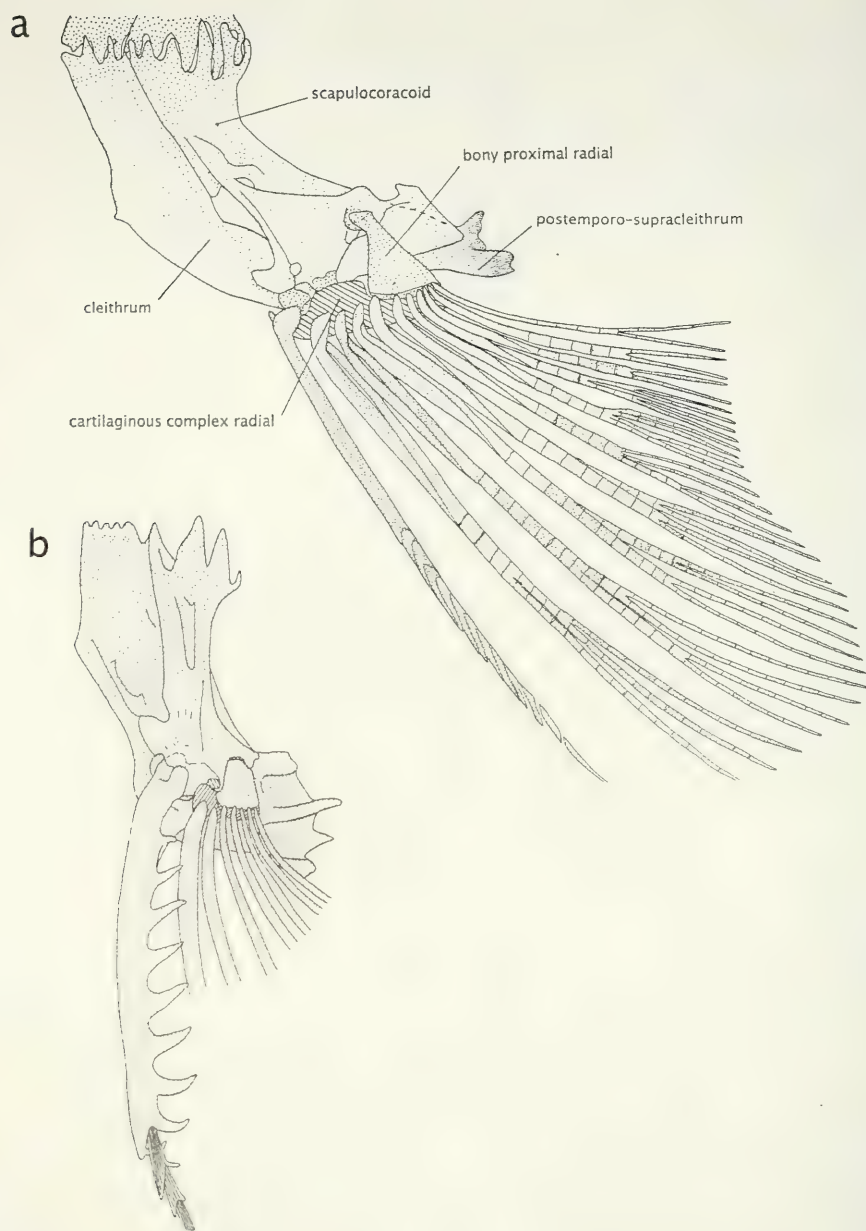 a
scapulocoracoid
bony proximal radial
postemporo-supracleithrum
cleithrum
cartilaginous complex radial
b